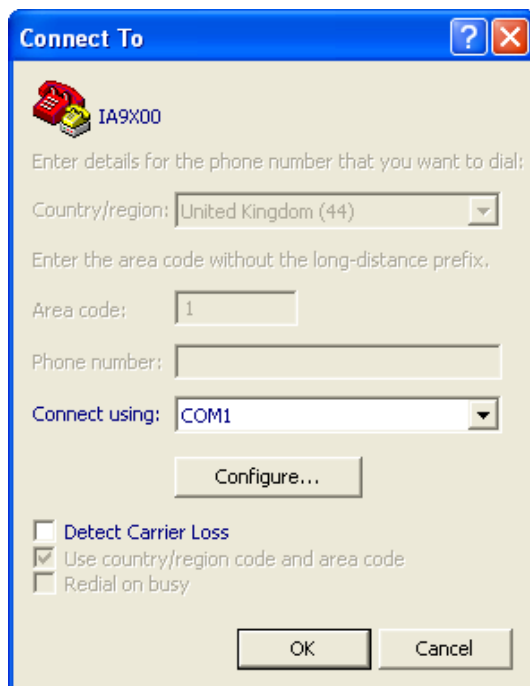 Connect To
IA9X00
Enter details for the phone number that you want to dial:
Country/region: United Kingdom (44)
Enter the area code without the long-distance prefix.
Area code: 1
Phone number:
Connect using: COM1
Configure...
Detect Carrier Loss
Use country/region code and area code
Redial on busy
OK Cancel